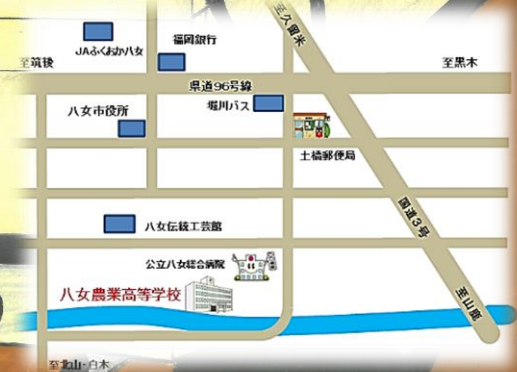 至久留米
福岡銀行
JAふくおか八女
至筑後
至黒木
県道96号線
堀川バス
八女市役所
土橋郵便局
国道3号
八女伝統工芸館
公立八女総合病院
八女農業高等学校
至山鹿
至北山・白木